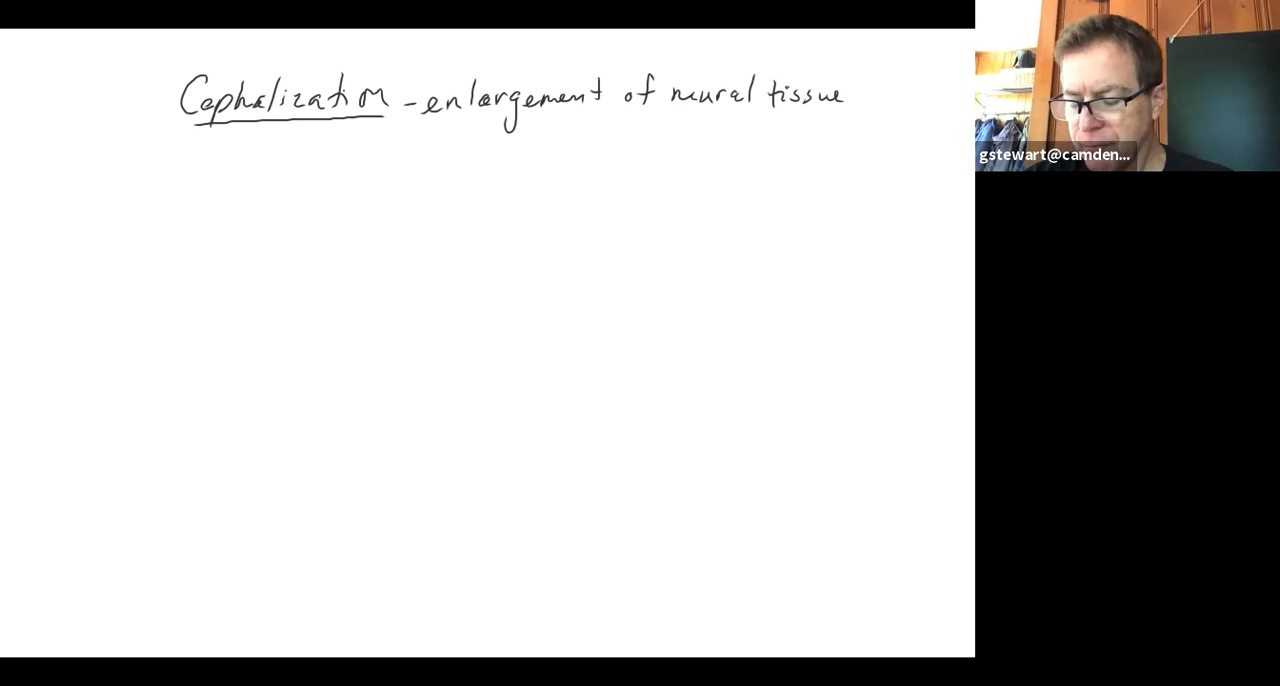 Cephalization - enlargement of neural tissue
gstewart@camden...